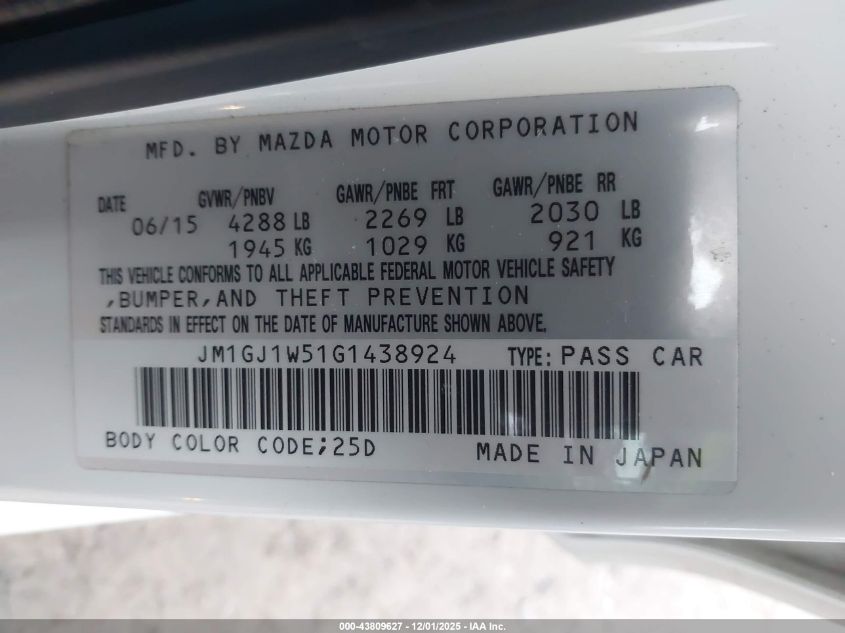 MFD. BY MAZDA MOTOR CORPORATION
DATE GVWR/PNBV GAWR/PNBE FRT GAWR/PNBE RR
06/15 4288 LB 2269 LB 2030 LB
1945 KG 1029 KG 921 KG
THIS VEHICLE CONFORMS TO ALL APPLICABLE FEDERAL MOTOR VEHICLE SAFETY
,BUMPER,AND THEFT PREVENTION
STANDARDS IN EFFECT ON THE DATE OF MANUFACTURE SHOWN ABOVE.
JM1GJ1W51G1438924 TYPE: PASS CAR
BODY COLOR CODE;25D MADE IN JAPAN
000-43809627 - 12/01/2025 - IAA Inc.